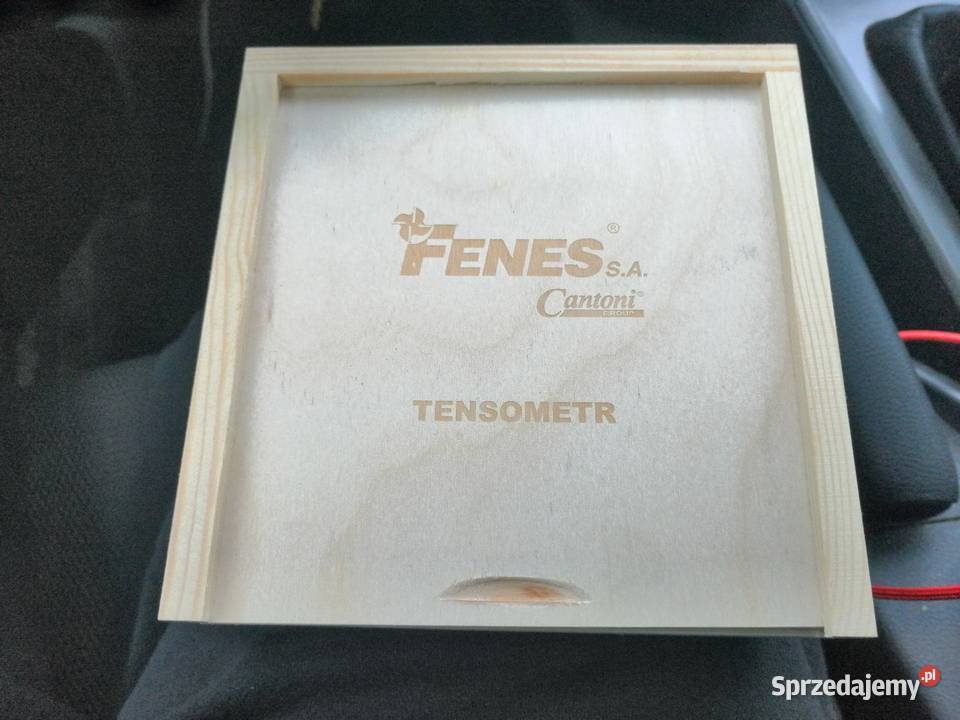 FENES® S.A.
Cantoni®
GROUP
TENSOMETR
Sprzedajemy.pl